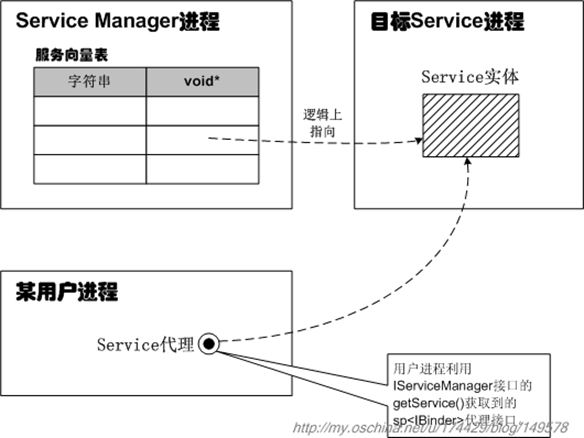 Service Manager进程
服务向量表
字符串
void*
目标Service进程
Service实体
逻辑上
指向
某用户进程
Service代理
用户进程利用
IServiceManager接口的
getService()获取到的
sp<IBinder>代理接口。
http://my.oschina.net/u/174429/blog/149578